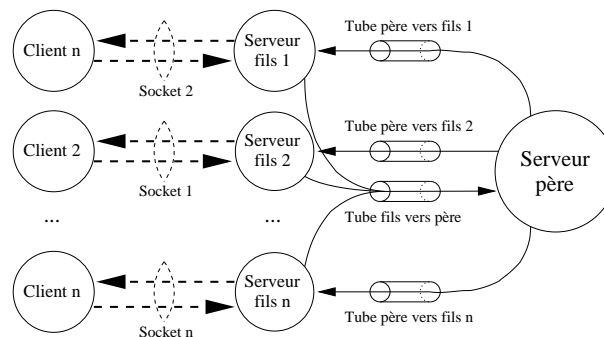 Client n
Socket 2
Serveur
fils 1
Tube père vers fils 1
Client 2
Socket 1
Serveur
fils 2
Tube père vers fils 2
Serveur
père
Tube fils vers père
...
...
Client n
Socket n
Serveur
fils n
Tube père vers fils n